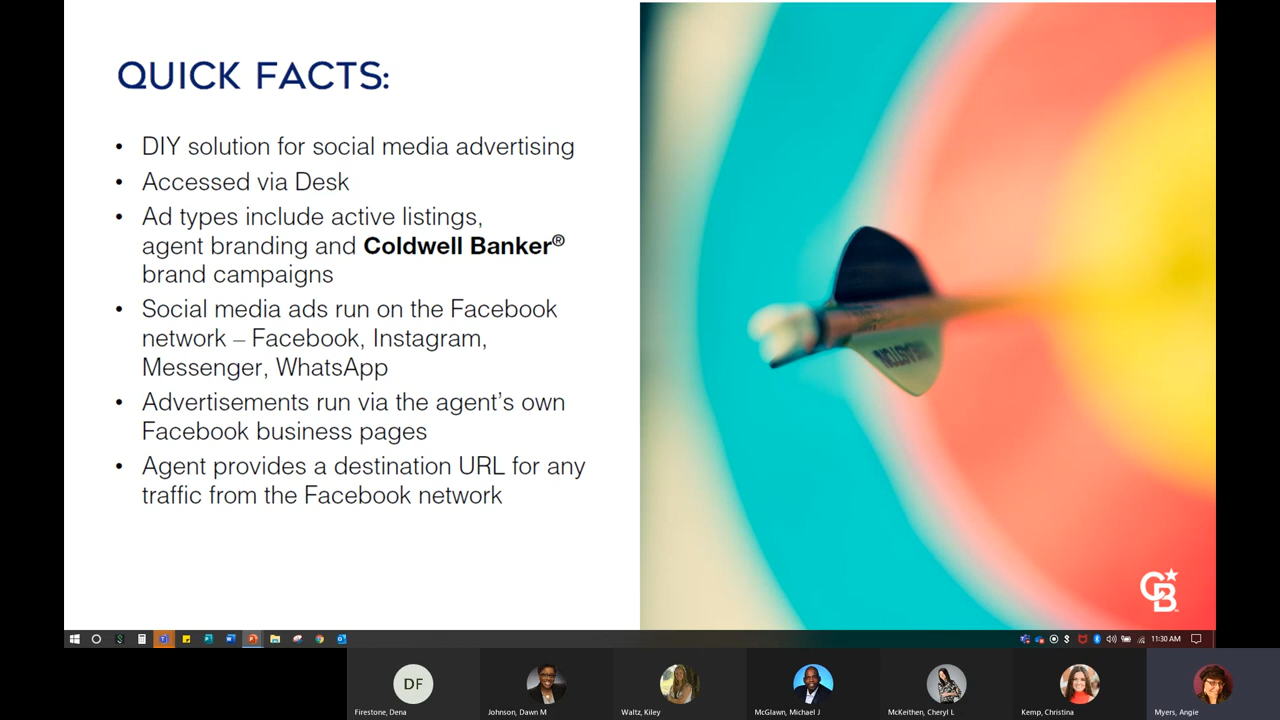 QUICK FACTS:
• DIY solution for social media advertising
• Accessed via Desk
• Ad types include active listings,
agent branding and Coldwell Banker®
brand campaigns
• Social media ads run on the Facebook
network – Facebook, Instagram,
Messenger, WhatsApp
• Advertisements run via the agent’s own
Facebook business pages
• Agent provides a destination URL for any
traffic from the Facebook network
CB
11:30 AM
DF
Firestone, Dena
Johnson, Dawn M
Waltz, Kiley
McGlawn, Michael J
McKeithen, Cheryl L
Kemp, Christina
Myers, Angie